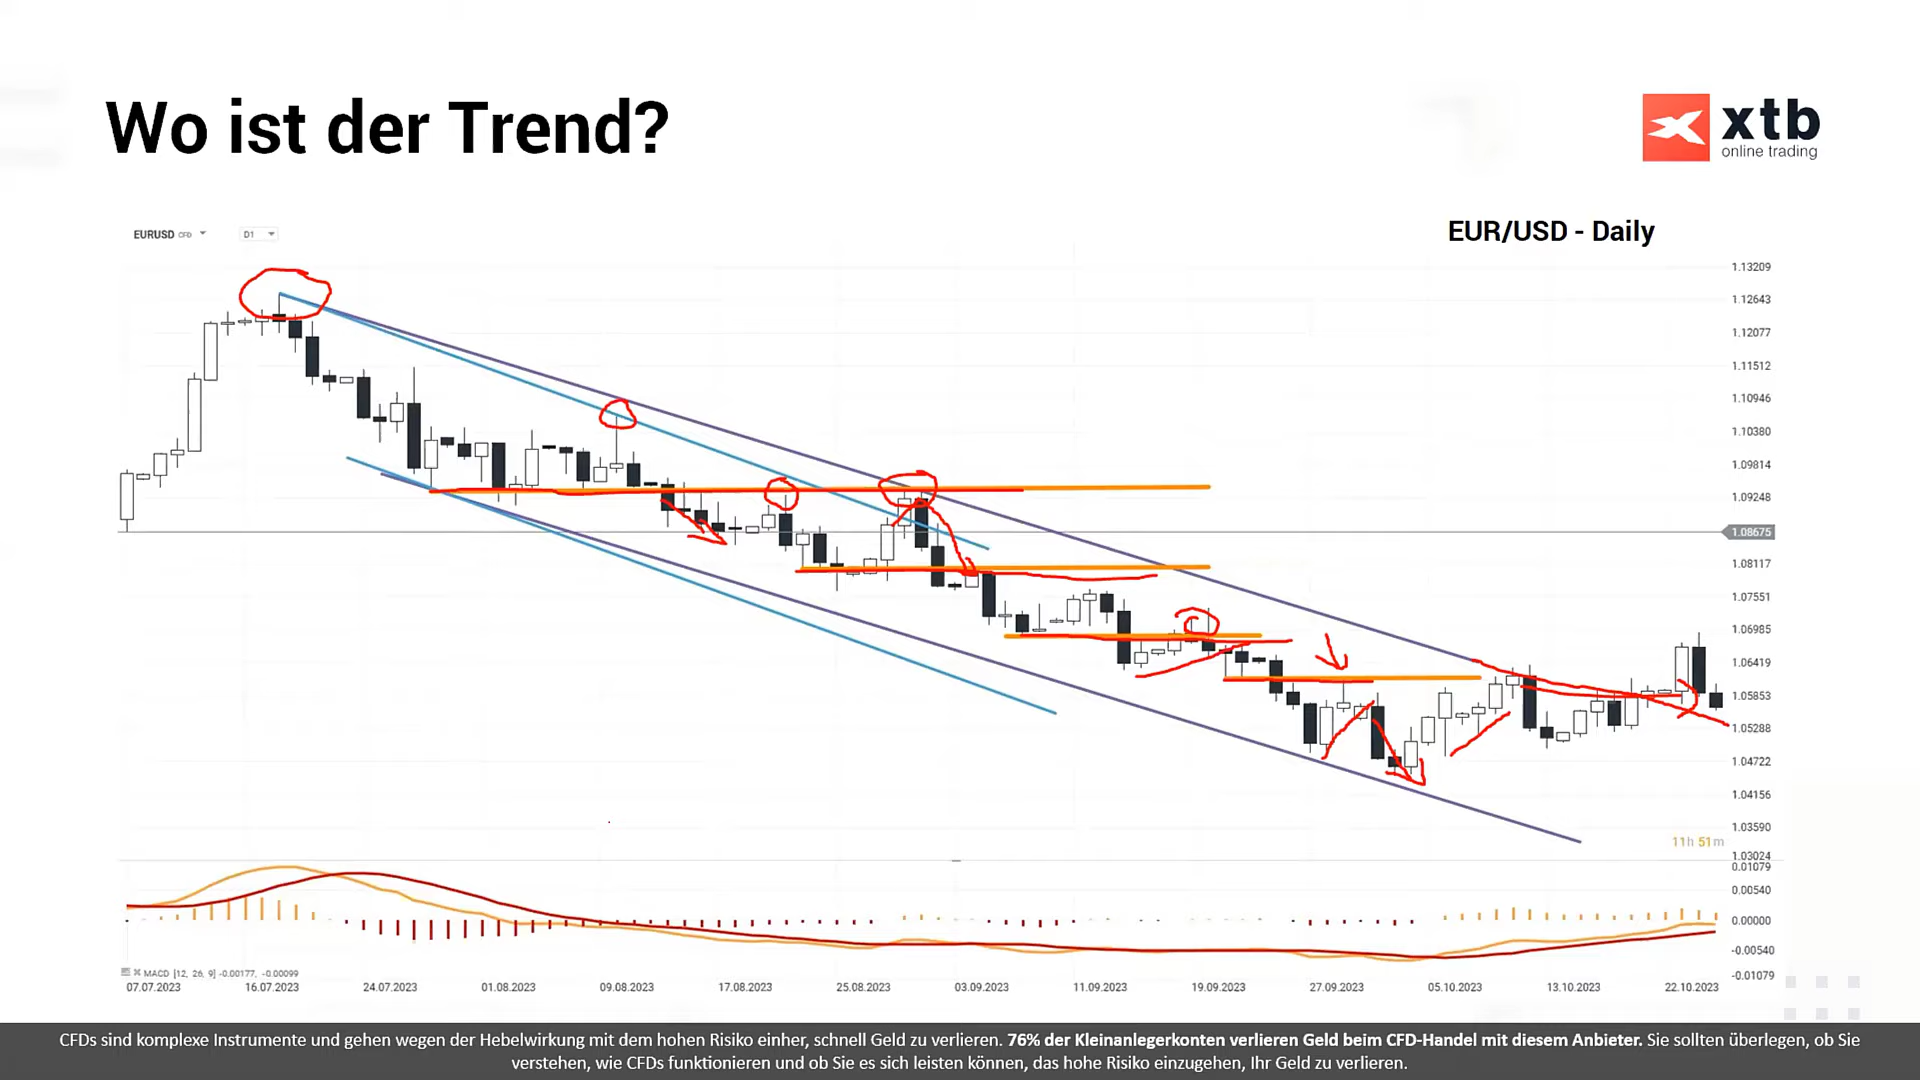 Wo ist der Trend?
xtb
online trading
EURUSD CFD D1
EUR/USD - Daily
1.13209
1.12643
1.12077
1.11512
1.10946
1.10380
1.09814
1.09248
1.08675
1.08117
1.07551
1.06985
1.06419
1.05853
1.05288
1.04722
1.04156
1.03590
11h 51m
1.03024
0.01079
0.00540
0.00000
-0.00540
-0.01079
MACD [12, 26, 9] -0.00177, -0.00099
07.07.2023 16.07.2023 24.07.2023 01.08.2023 09.08.2023 17.08.2023 25.08.2023 03.09.2023 11.09.2023 19.09.2023 27.09.2023 05.10.2023 13.10.2023 22.10.2023
CFDs sind komplexe Instrumente und gehen wegen der Hebelwirkung mit dem hohen Risiko einher, schnell Geld zu verlieren. 76% der Kleinanlegerkonten verlieren Geld beim CFD-Handel mit diesem Anbieter. Sie sollten überlegen, ob Sie
verstehen, wie CFDs funktionieren und ob Sie es sich leisten können, das hohe Risiko einzugehen, Ihr Geld zu verlieren.